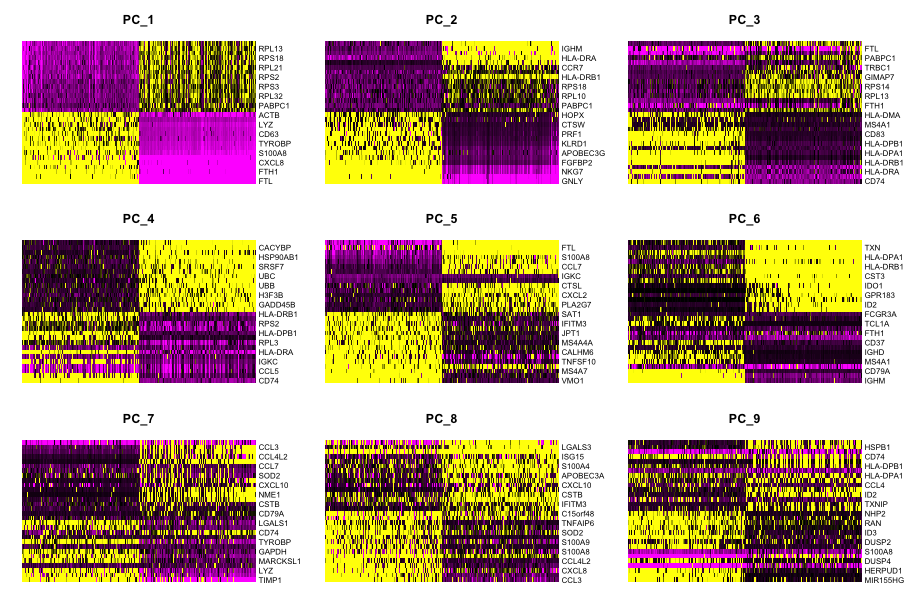 PC_1
RPL13
RPS18
RPL21
RPS2
RPS3
RPL32
PABPC1
ACTB
LYZ
CD63
TYROBP
S100A8
CXCL8
FTH1
FTL
PC_2
IGHM
HLA-DRA
CCR7
HLA-DRB1
RPS18
RPL10
PABPC1
HOPX
CTSW
PRF1
KLRD1
APOBEC3G
FGFBP2
NKG7
GNLY
PC_3
FTL
PABPC1
TRBC1
GIMAP7
RPS14
RPL13
FTH1
HLA-DMA
MS4A1
CD83
HLA-DPB1
HLA-DPA1
HLA-DRB1
HLA-DRA
CD74
PC_4
CACYBP
HSP90AB1
SRSF7
UBC
UBB
H3F3B
GADD45B
HLA-DRB1
RPS2
HLA-DPB1
RPL3
HLA-DRA
IGKC
CCL5
CD74
PC_5
FTL
S100A8
CCL7
IGKC
CTSL
CXCL2
PLA2G7
SAT1
IFITM3
JPT1
MS4A4A
CALHM6
TNFSF10
MS4A7
VMO1
PC_6
TXN
HLA-DPA1
HLA-DRB1
CST3
IDO1
GPR183
ID2
FCGR3A
TCL1A
FTH1
CD37
IGHD
MS4A1
CD79A
IGHM
PC_7
CCL3
CCL4L2
CCL7
SOD2
CXCL10
NME1
CSTB
CD79A
LGALS1
CD74
TYROBP
GAPDH
MARCKSL1
LYZ
TIMP1
PC_8
LGALS3
ISG15
S100A4
APOBEC3A
CXCL10
CSTB
IFITM3
C15orf48
TNFAIP6
SOD2
S100A9
S100A8
CCL4L2
CXCL8
CCL3
PC_9
HSPB1
CD74
HLA-DPB1
HLA-DPA1
CCL4
ID2
TXNIP
NHP2
RAN
ID3
DUSP2
S100A8
DUSP4
HERPUD1
MIR155HG